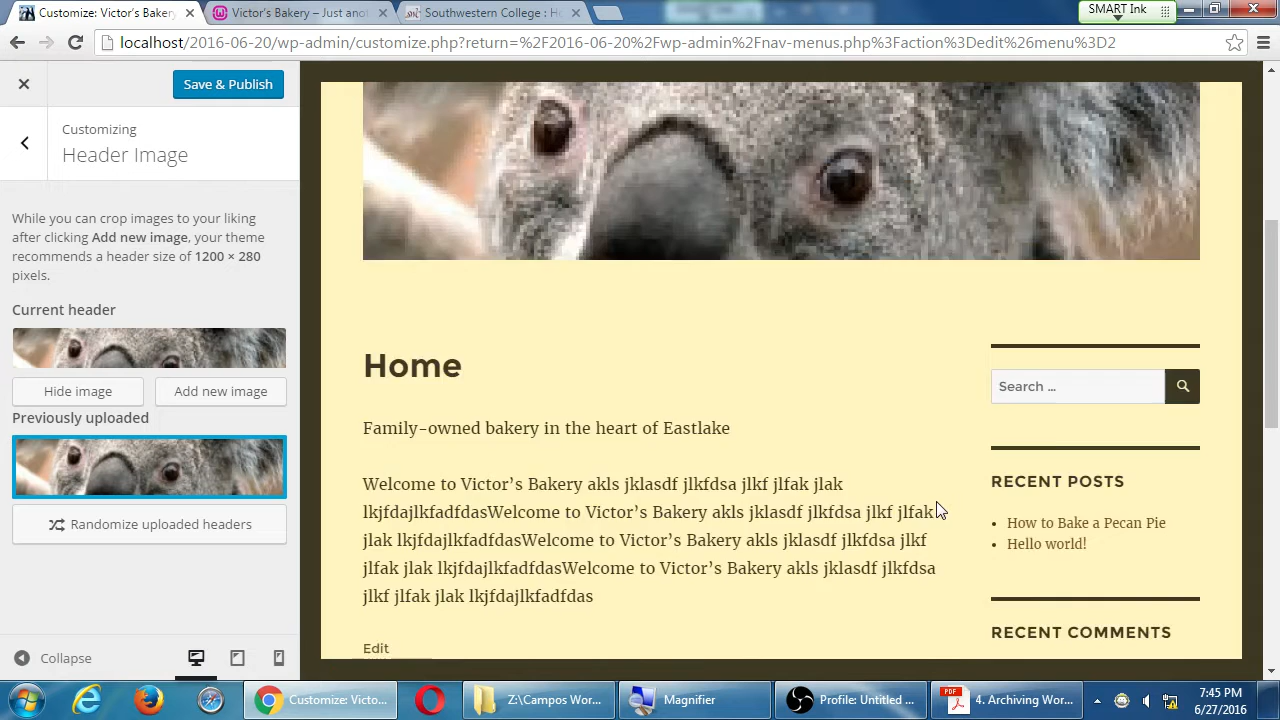 Customize: Victor's Bakery
Victor's Bakery – Just anot
Southwestern College : H
SMART Ink
localhost/2016-06-20/wp-admin/customize.php?return=%2F2016-06-20%2Fwp-admin%2Fnav-menus.php%3Faction%3Dedit%26menu%3D2
Save & Publish
Customizing
Header Image
While you can crop images to your liking
after clicking Add new image, your theme
recommends a header size of 1200 × 280
pixels.
Current header
Hide image
Add new image
Previously uploaded
Randomize uploaded headers
Collapse
Home
Family-owned bakery in the heart of Eastlake
Welcome to Victor's Bakery akls jklasdf jlkfdsa jlkf jlfak jlak
lkjfdajlkfadfdasWelcome to Victor's Bakery akls jklasdf jlkfdsa jlkf jlfak
jlak lkjfdajlkfadfdasWelcome to Victor's Bakery akls jklasdf jlkfdsa jlkf
jlfak jlak lkjfdajlkfadfdasWelcome to Victor's Bakery akls jklasdf jlkfdsa
jlkf jlfak jlak lkjfdajlkfadfdas
Edit
Search ...
RECENT POSTS
How to Bake a Pecan Pie
Hello world!
RECENT COMMENTS
Customize: Victo...
Z:\Campos Wor...
Magnifier
Profile: Untitled ...
PDF
4. Archiving Wor...
7:45 PM
6/27/2016